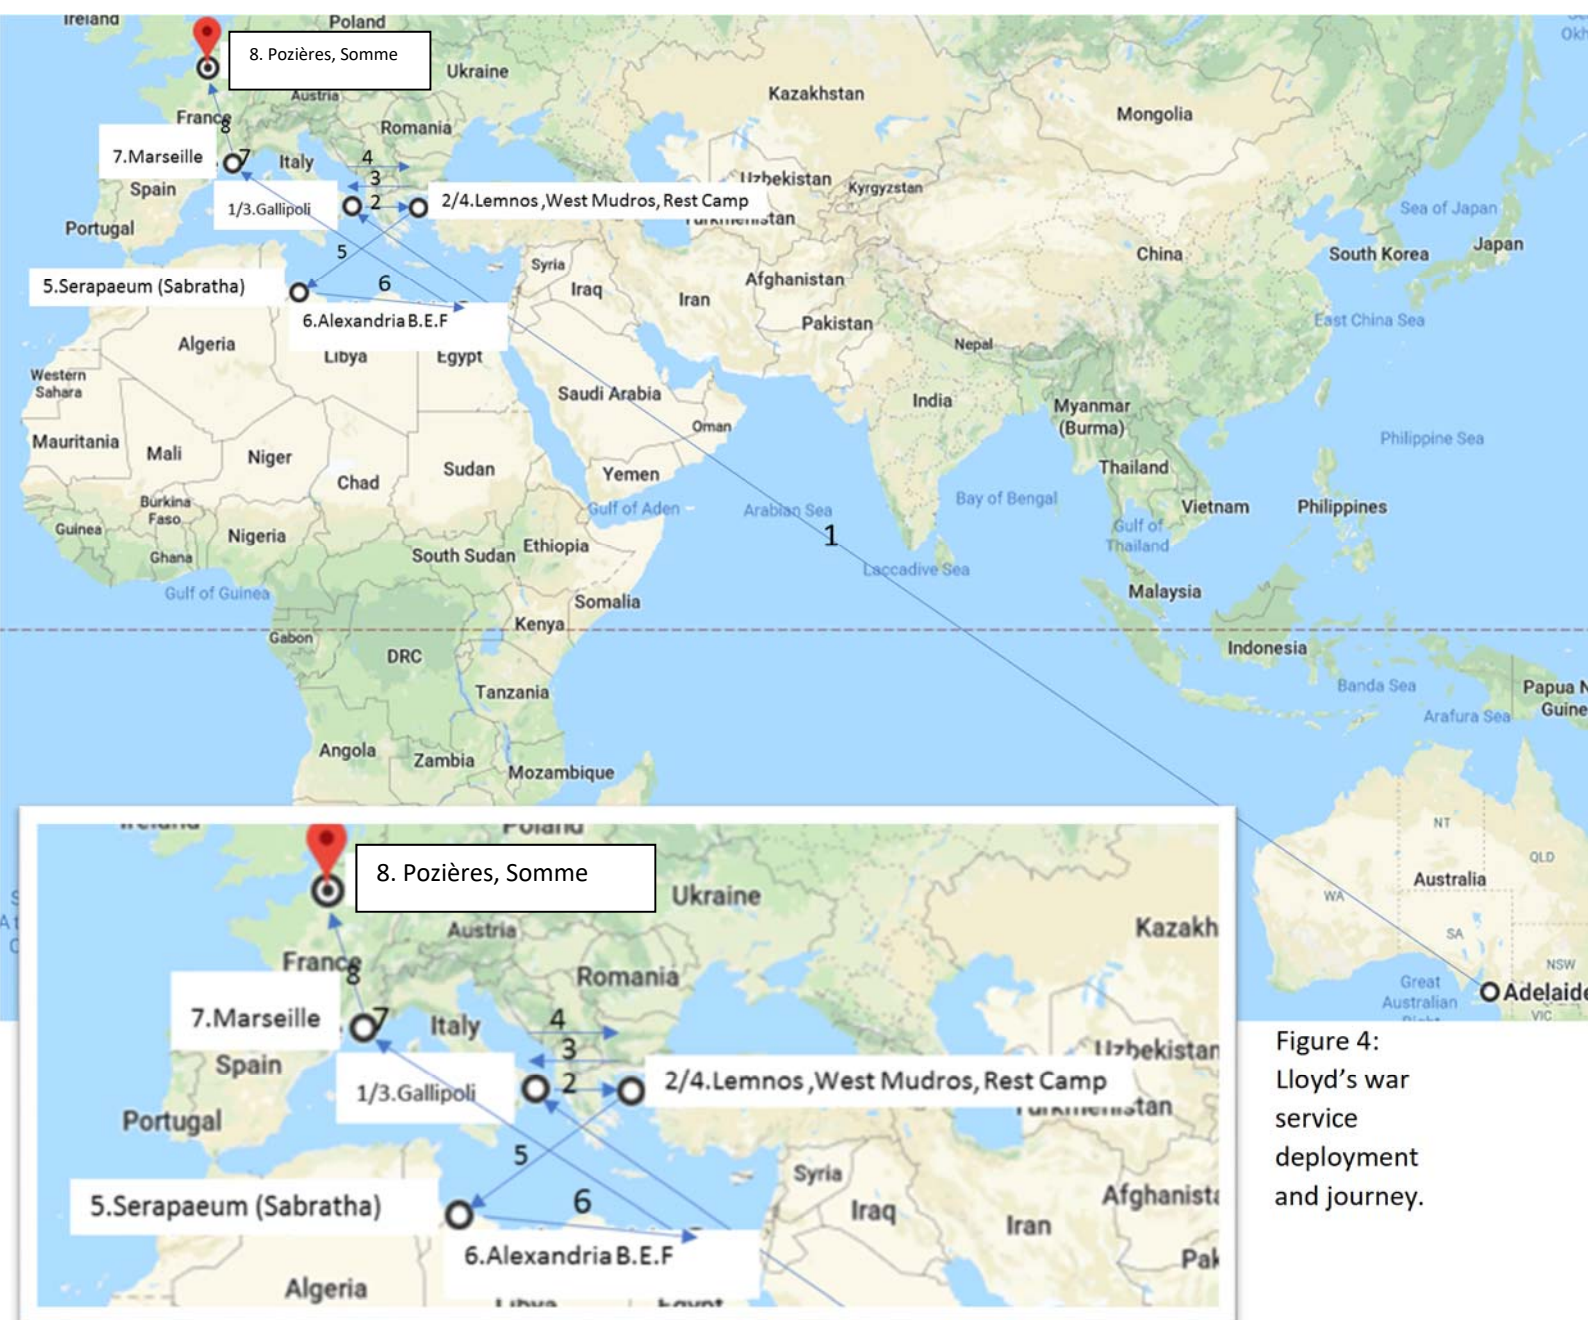 Ireland
Poland
8. Pozières, Somme
Ukraine
Kazakhstan
Mongolia
Austria
France
8
Romania
7.Marseille
7
Italy
4
3
Uzbekistan
Kyrgyzstan
Spain
1/3.Gallipoli
2
2/4.Lemnos ,West Mudros, Rest Camp
Turkmenistan
Sea of Japan
Portugal
China
South Korea
Japan
5
Syria
Afghanistan
5.Serapaeum (Sabratha)
6
Iraq
Iran
6.Alexandria B.E.F
Pakistan
East China Sea
Algeria
Libya
Egypt
Nepal
Western
Sahara
Saudi Arabia
India
Myanmar
(Burma)
Oman
Mauritania
Mali
Niger
Chad
Sudan
Yemen
Philippine Sea
Thailand
Burkina
Faso
Gulf of Aden
Arabian Sea
Bay of Bengal
Vietnam
Philippines
Guinea
Nigeria
1
Gulf of
Thailand
Ghana
South Sudan
Ethiopia
Laccadive Sea
Gulf of Guinea
Somalia
Malaysia
Gabon
Kenya
DRC
Indonesia
Tanzania
Banda Sea
Papua N
Guine
Arafura Sea
Angola
Zambia
Mozambique
NT
QLD
Australia
WA
SA
NSW
Great
Australian
Adelaide
VIC
Poland
8. Pozières, Somme
Ukraine
Austria
Kazakh
France
8
Romania
7.Marseille
7
Italy
4
3
Uzbekistan
Spain
1/3.Gallipoli
2
2/4.Lemnos ,West Mudros, Rest Camp
Turkmenistan
Portugal
5
Syria
5.Serapaeum (Sabratha)
6
Iraq
Iran
Afghanista
6.Alexandria B.E.F
Pak
Algeria
Libya
Egypt
Figure 4:
Lloyd’s war
service
deployment
and journey.